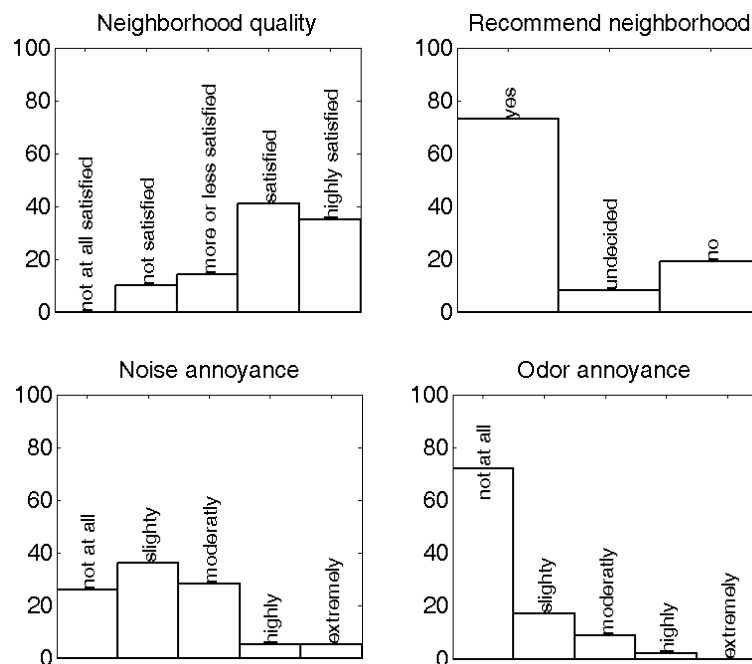 Neighborhood quality
100
80
60
40
20
0
not at all satisfied
not satisfied
more or less satisfied
satisfied
highly satisfied
Recommend neighborhood
100
80
60
40
20
0
yes
undecided
no
Noise annoyance
100
80
60
40
20
0
not at all
slighty
moderatly
highly
extremely
Odor annoyance
100
80
60
40
20
0
not at all
slighty
moderatly
highly
extremely